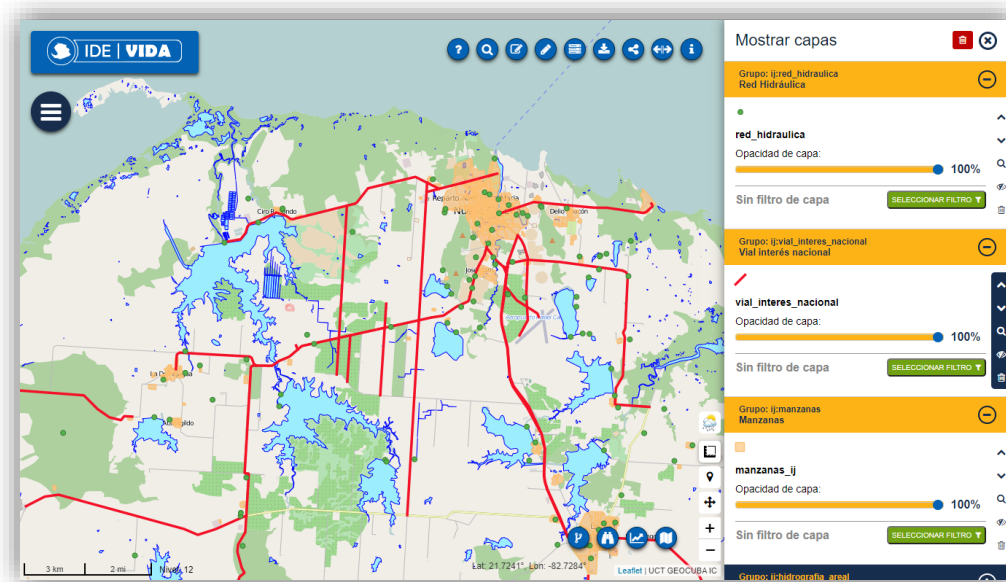 IDE | VIDA
Mostrar capas
Grupo: ij:red_hidraulica
Red Hidráulica
red_hidraulica
Opacidad de capa:
100%
Sin filtro de capa
SELECCIONAR FILTRO
Grupo: ij:vial_interes_nacional
Vial interés nacional
vial_interes_nacional
Opacidad de capa:
100%
Sin filtro de capa
SELECCIONAR FILTRO
Grupo: ij:manzanas
Manzanas
manzanas_ij
Opacidad de capa:
100%
Sin filtro de capa
SELECCIONAR FILTRO
Grupo: ij:hidrografia_areal
Reparto
Ciro
3 km
2 mi
Nivel: 12
Lat: 21.7241°, Lon: -82.7284°
Leaflet | UCT GEOCUBA IC